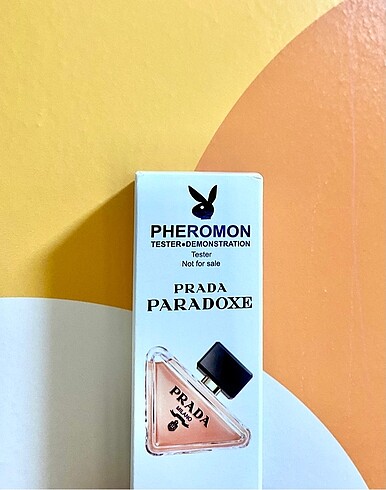 PHEROMON
TESTER●DEMONSTRATION
Tester
Not for sale
PRADA
PARADOXE
PRADA
MILANO